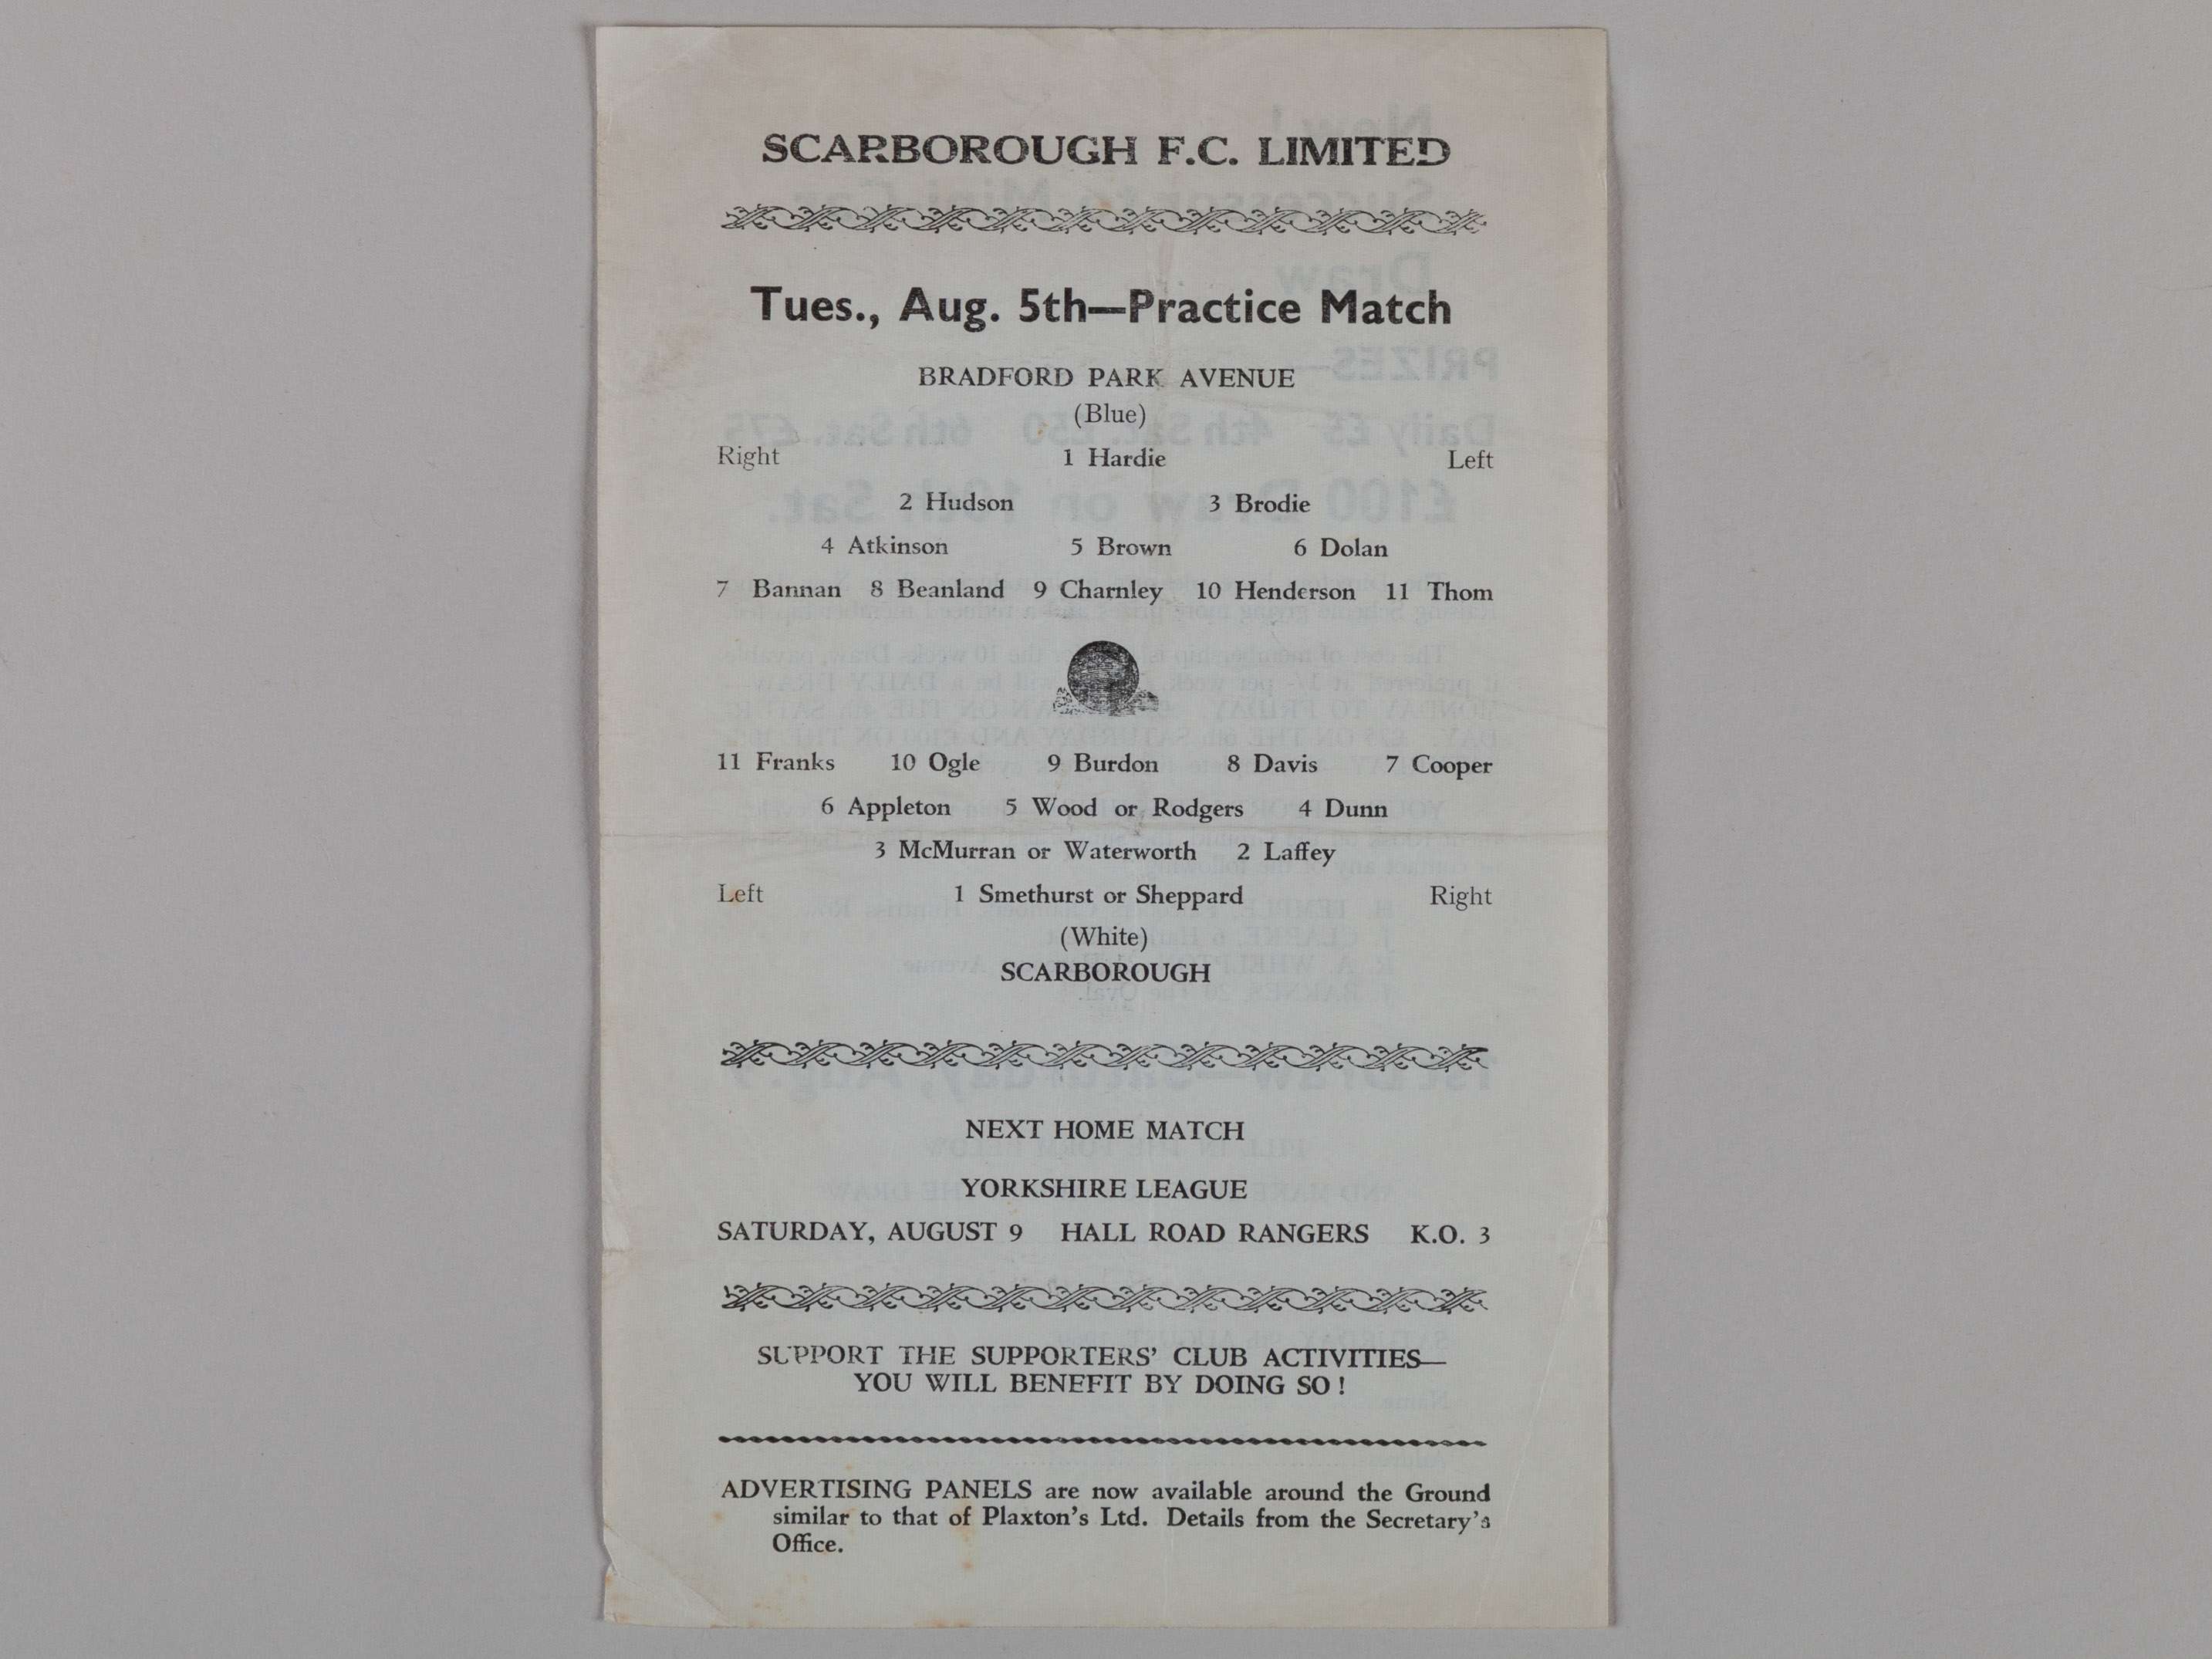 SCARBOROUGH F.C. LIMITED
Tues., Aug. 5th—Practice Match
BRADFORD PARK AVENUE
(Blue)
Right 1 Hardie Left
2 Hudson 3 Brodie
4 Atkinson 5 Brown 6 Dolan
7 Bannan 8 Beanland 9 Charnley 10 Henderson 11 Thom
11 Franks 10 Ogle 9 Burdon 8 Davis 7 Cooper
6 Appleton 5 Wood or Rodgers 4 Dunn
3 McMurran or Waterworth 2 Laffey
Left 1 Smethurst or Sheppard Right
(White)
SCARBOROUGH
NEXT HOME MATCH
YORKSHIRE LEAGUE
SATURDAY, AUGUST 9 HALL ROAD RANGERS K.O. 3
SUPPORT THE SUPPORTERS' CLUB ACTIVITIES—
YOU WILL BENEFIT BY DOING SO !
ADVERTISING PANELS are now available around the Ground
similar to that of Plaxton's Ltd. Details from the Secretary's
Office.